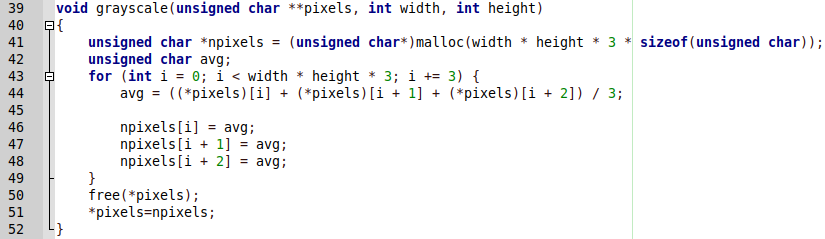 39 void grayscale(unsigned char **pixels, int width, int height)
40 {
41     unsigned char *npixels = (unsigned char*)malloc(width * height * 3 * sizeof(unsigned char));
42     unsigned char avg;
43     for (int i = 0; i < width * height * 3; i += 3) {
44         avg = ((*pixels)[i] + (*pixels)[i + 1] + (*pixels)[i + 2]) / 3;
45
46         npixels[i] = avg;
47         npixels[i + 1] = avg;
48         npixels[i + 2] = avg;
49     }
50     free(*pixels);
51     *pixels=npixels;
52 }